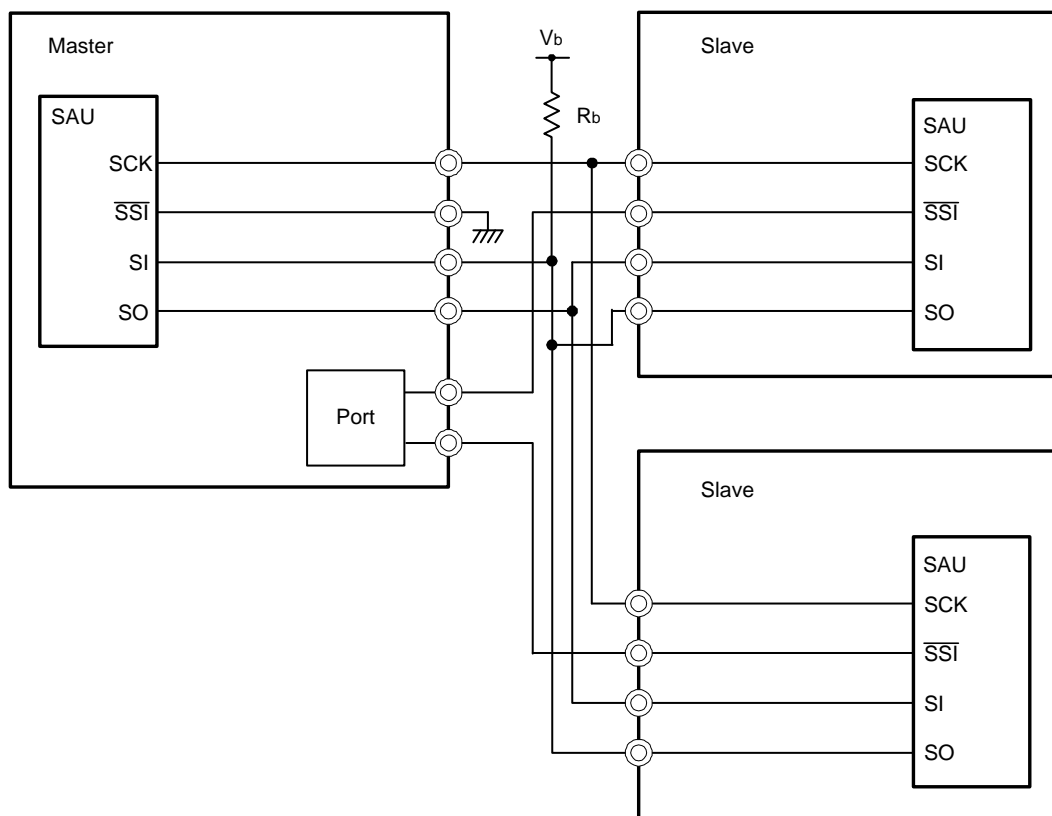 Master
SAU
SCK
SSI
SI
SO
Port
Vb
Rb
Slave
SAU
SCK
SSI
SI
SO
Slave
SAU
SCK
SSI
SI
SO